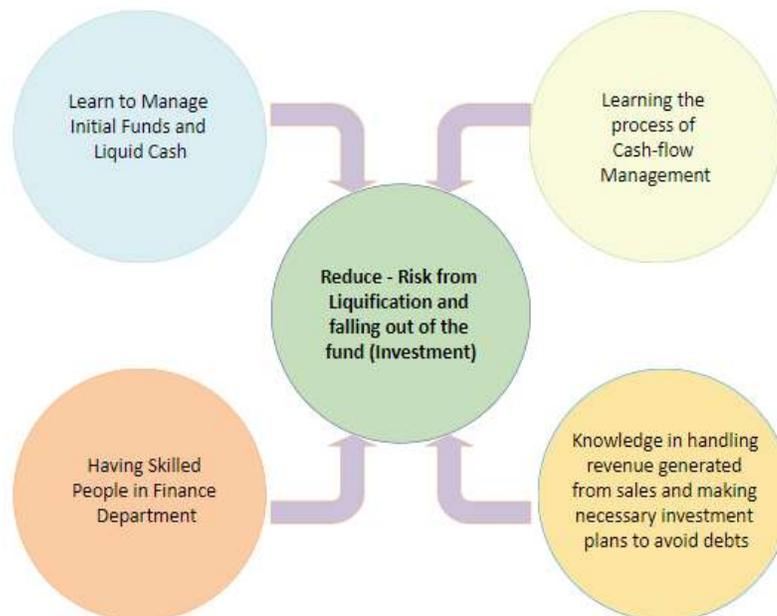 Learn to Manage
Initial Funds and
Liquid Cash
Learning the
process of
Cash-flow
Management
Reduce - Risk from
Liquification and
falling out of the
fund (Investment)
Having Skilled
People in Finance
Department
Knowledge in handling
revenue generated
from sales and making
necessary investment
plans to avoid debts